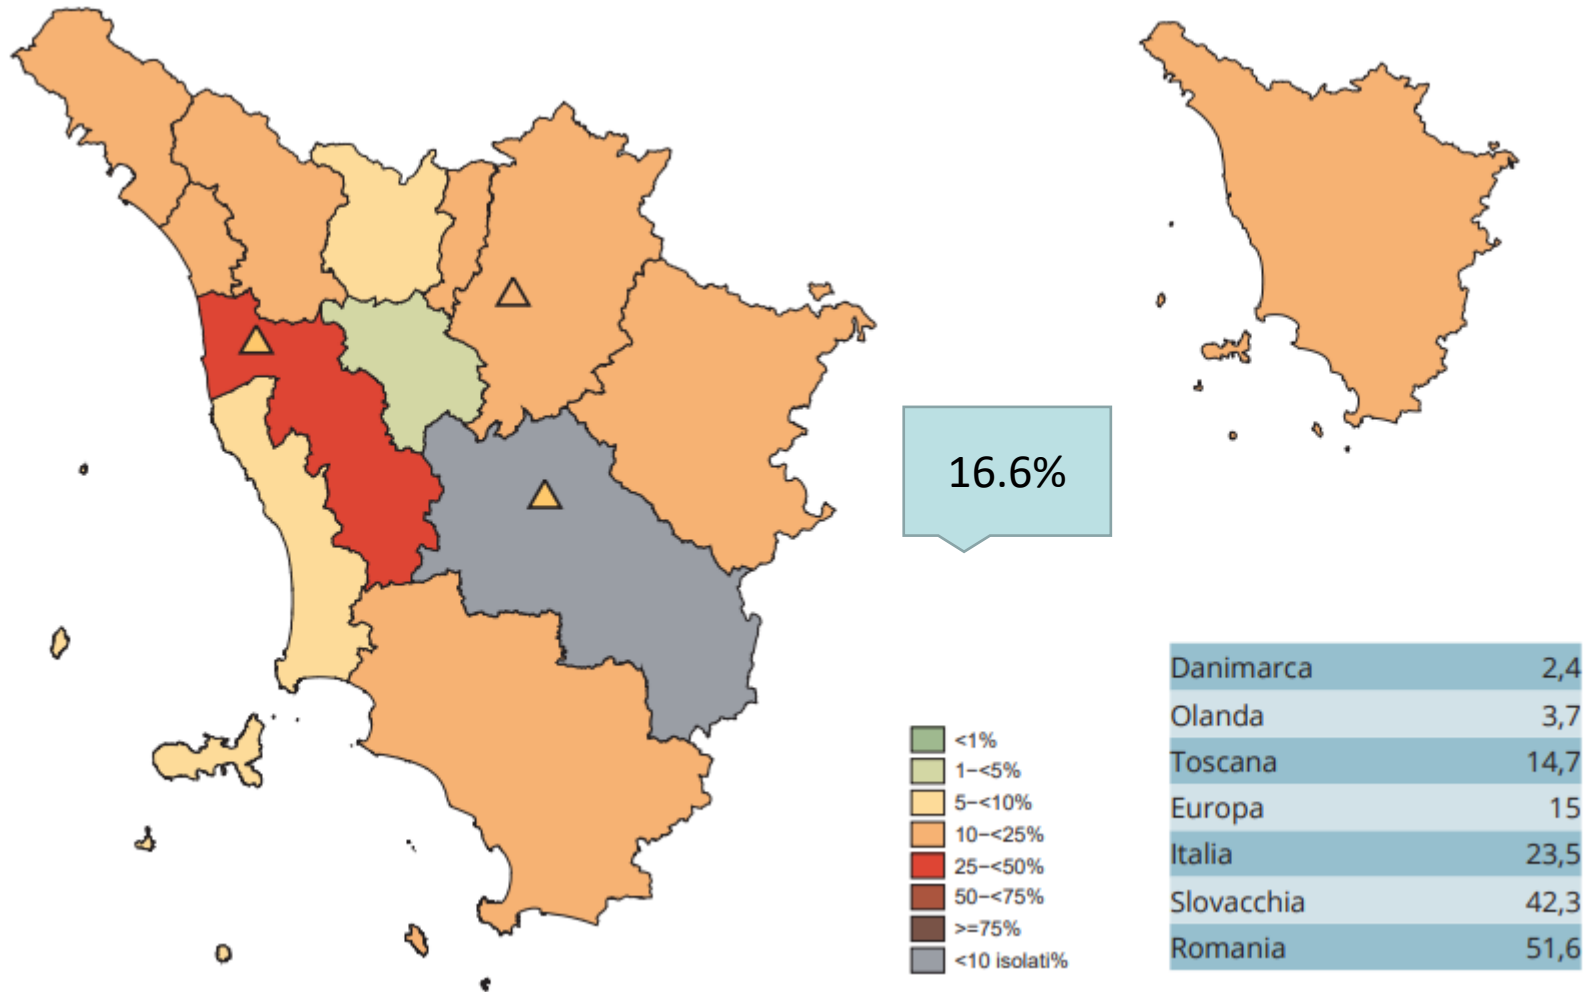 16.6%
<1%
1-<5%
5-<10%
10-<25%
25-<50%
50-<75%
>=75%
<10 isolati%
Danimarca 2,4
Olanda 3,7
Toscana 14,7
Europa 15
Italia 23,5
Slovacchia 42,3
Romania 51,6